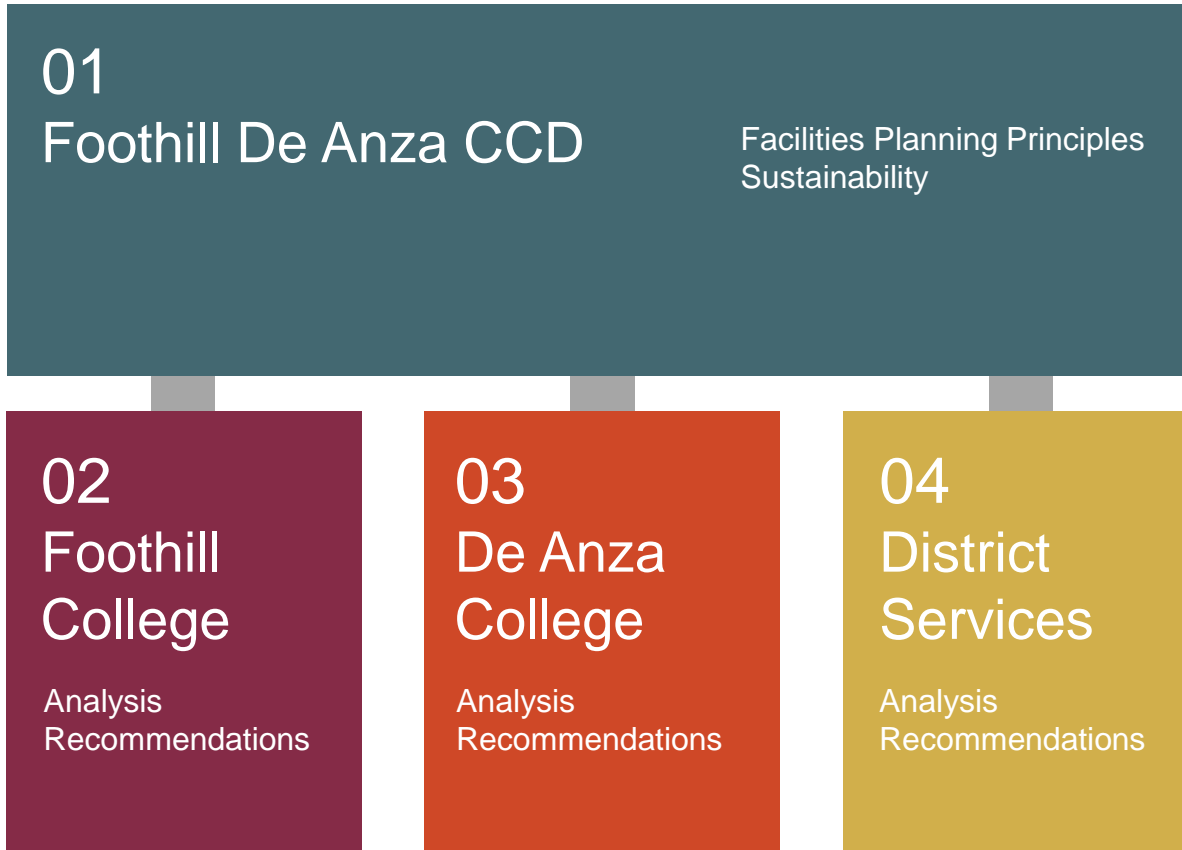 01
Foothill De Anza CCD
Facilities Planning Principles
Sustainability
02
Foothill
College
Analysis
Recommendations
03
De Anza
College
Analysis
Recommendations
04
District
Services
Analysis
Recommendations